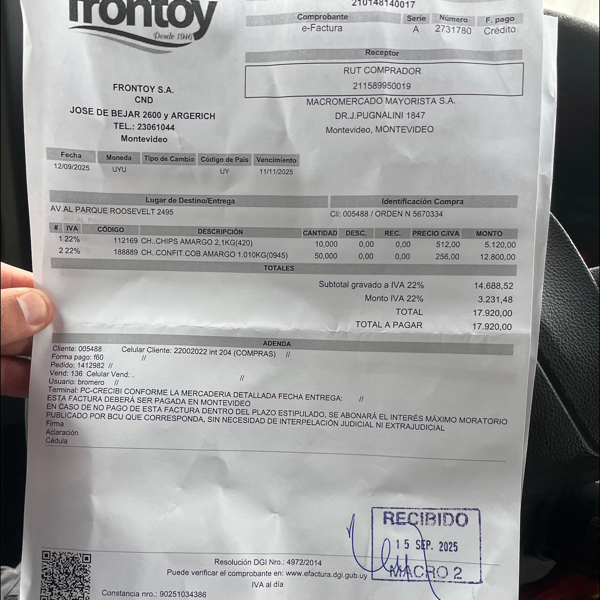 frontoy
Desde 1946
210148140017
Comprobante Serie Número F. pago
e-Factura A 2731780 Crédito
Receptor
RUT COMPRADOR
211589950019
MACROMERCADO MAYORISTA S.A.
DR.J.PUGNALINI 1847
Montevideo, MONTEVIDEO
FRONTOY S.A.
CND
JOSE DE BEJAR 2600 y ARGERICH
TEL.: 23061044
Montevideo
Fecha Moneda Tipo de Cambio Código de País Vencimiento
12/09/2025 UYU UY 11/11/2025
Lugar de Destino/Entrega Identificación Compra
AV.AL PARQUE ROOSEVELT 2495 Cli: 005488 / ORDEN N 5670334
# IVA CÓDIGO DESCRIPCIÓN CANTIDAD DESC. REC. PRECIO C/IVA MONTO
1 22% 112169 CH..CHIPS AMARGO 2,1KG(420) 10,000 0,00 0,00 512,00 5.120,00
2 22% 188889 CH..CONFIT.COB.AMARGO 1.010KG(0945) 50,000 0,00 0,00 256,00 12.800,00
TOTALES
Subtotal gravado a IVA 22% 14.688,52
Monto IVA 22% 3.231,48
TOTAL 17.920,00
TOTAL A PAGAR 17.920,00
ADENDA
Cliente: 005488 Celular Cliente: 22002022 int 204 (COMPRAS) //
Forma pago: f60 //
Pedido: 1412982 //
Vend: 136 Celular Vend: . //
Usuario: bromero //
Terminal: PC-CRECIBI CONFORME LA MERCADERIA DETALLADA FECHA ENTREGA: //
ESTA FACTURA DEBERÁ SER PAGADA EN MONTEVIDEO
EN CASO DE NO PAGO DE ESTA FACTURA DENTRO DEL PLAZO ESTIPULADO, SE ABONARÁ EL INTERÉS MÁXIMO MORATORIO
PUBLICADO POR BCU QUE CORRESPONDA, SIN NECESIDAD DE INTERPELACIÓN JUDICIAL NI EXTRAJUDICIAL
Firma
Aclaración
Cédula
RECIBIDO
15 SEP. 2025
MACRO 2
Resolución DGI Nro.: 4972/2014
Puede verificar el comprobante en: www.efactura.dgi.gub.uy
IVA al día
Constancia nro.: 90251034386